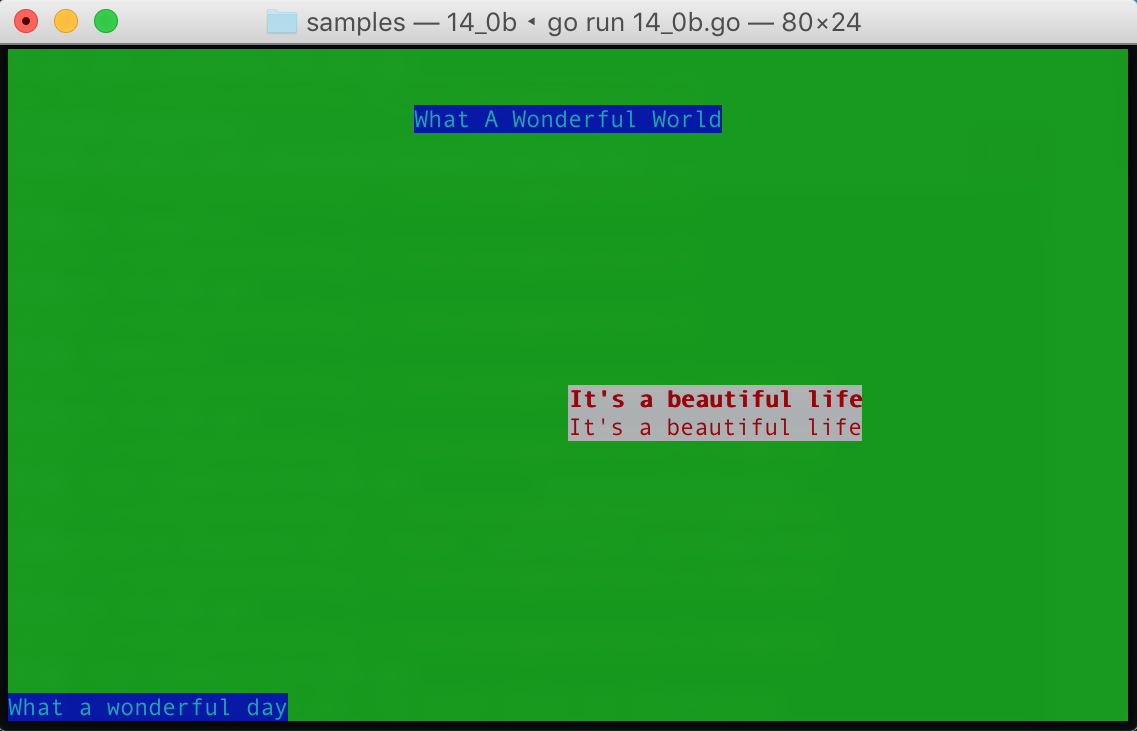 samples — 14_0b ◂ go run 14_0b.go — 80×24
What A Wonderful World
It's a beautiful life
It's a beautiful life
What a wonderful day